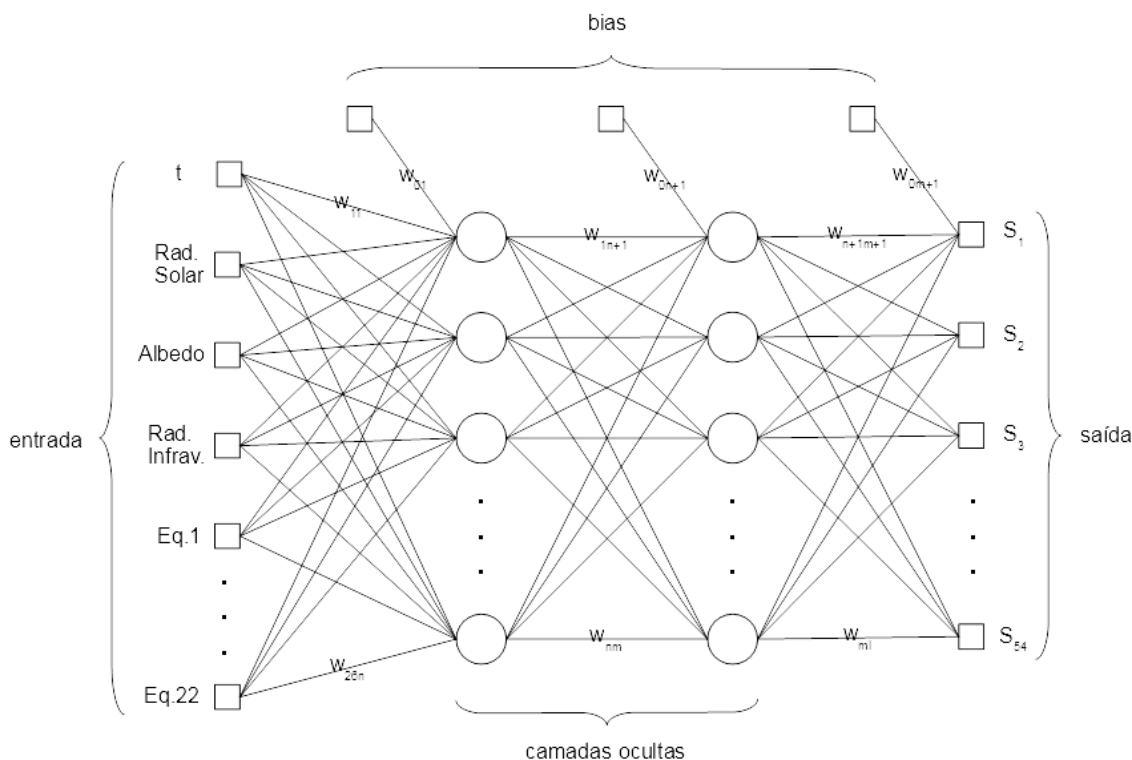 bias
t
Rad.
Solar
Albedo
Rad.
Infrav.
Eq.1
Eq.22
entrada
w01
w0n+1
w0m+1
w11
w1n+1
wn+1m+1
w26n
wnm
wml
S1
S2
S3
S54
saída
camadas ocultas